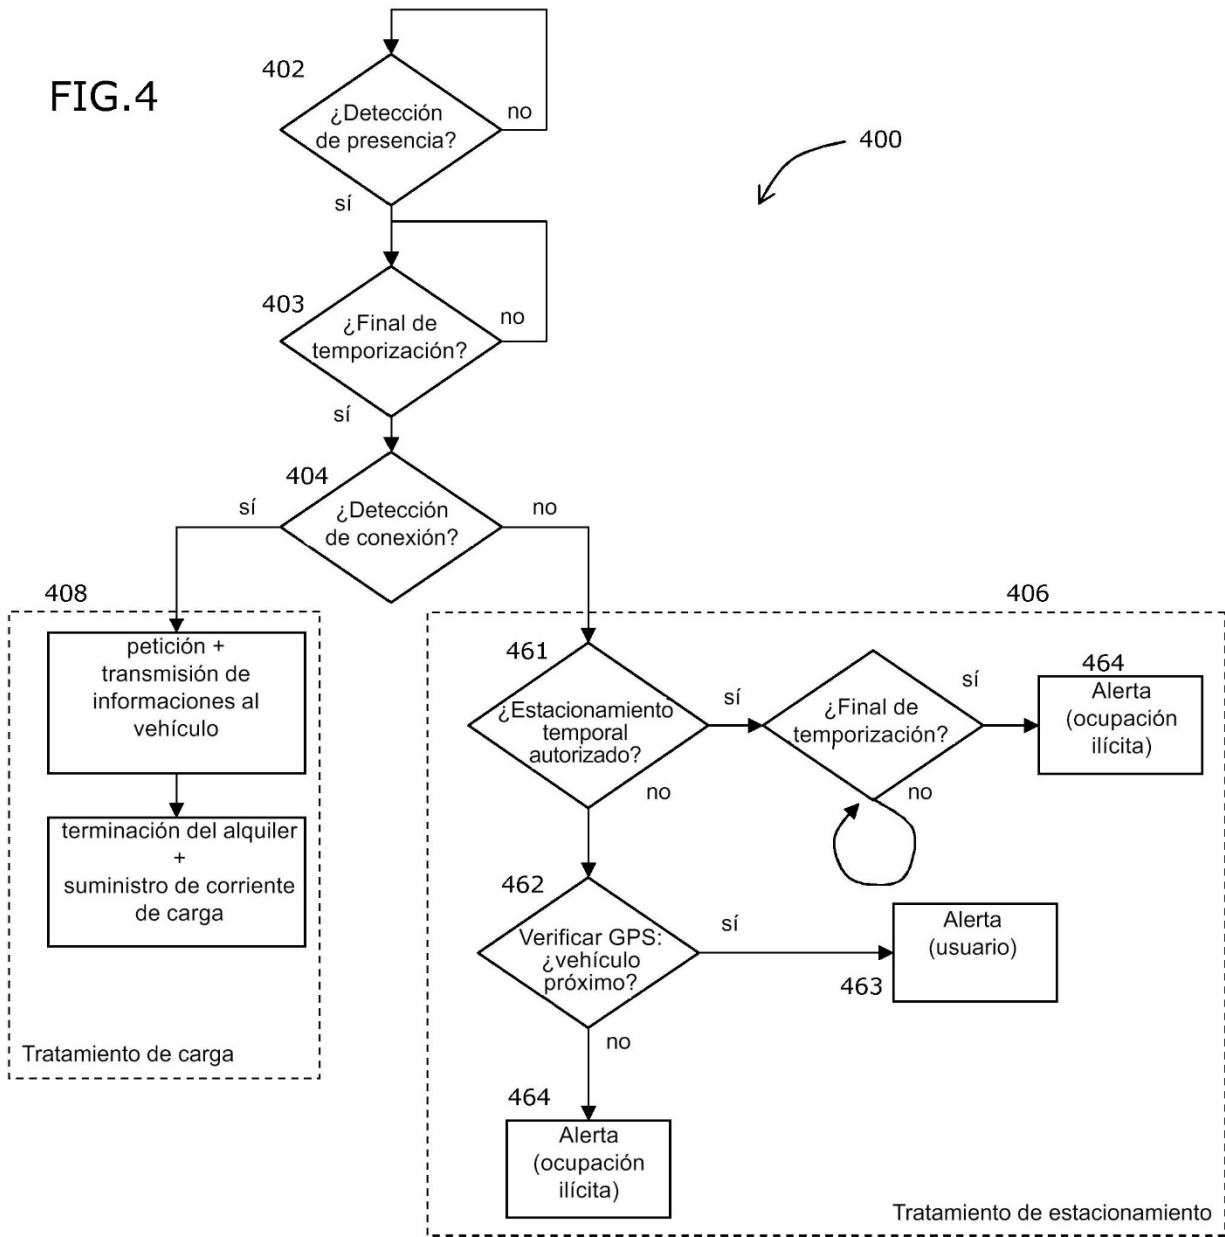 FIG.4
402
¿Detección
de presencia?
no
sí
400
403
¿Final de
temporización?
no
sí
404
¿Detección
de conexión?
sí
no
408
petición +
transmisión de
informaciones al
vehículo
terminación del alquiler
+
suministro de corriente
de carga
Tratamiento de carga
406
461
¿Estacionamiento
temporal
autorizado?
sí
no
¿Final de
temporización?
sí
no
464
Alerta
(ocupación
ilícita)
462
Verificar GPS:
¿vehículo
próximo?
sí
no
463
Alerta
(usuario)
464
Alerta
(ocupación
ilícita)
Tratamiento de estacionamiento